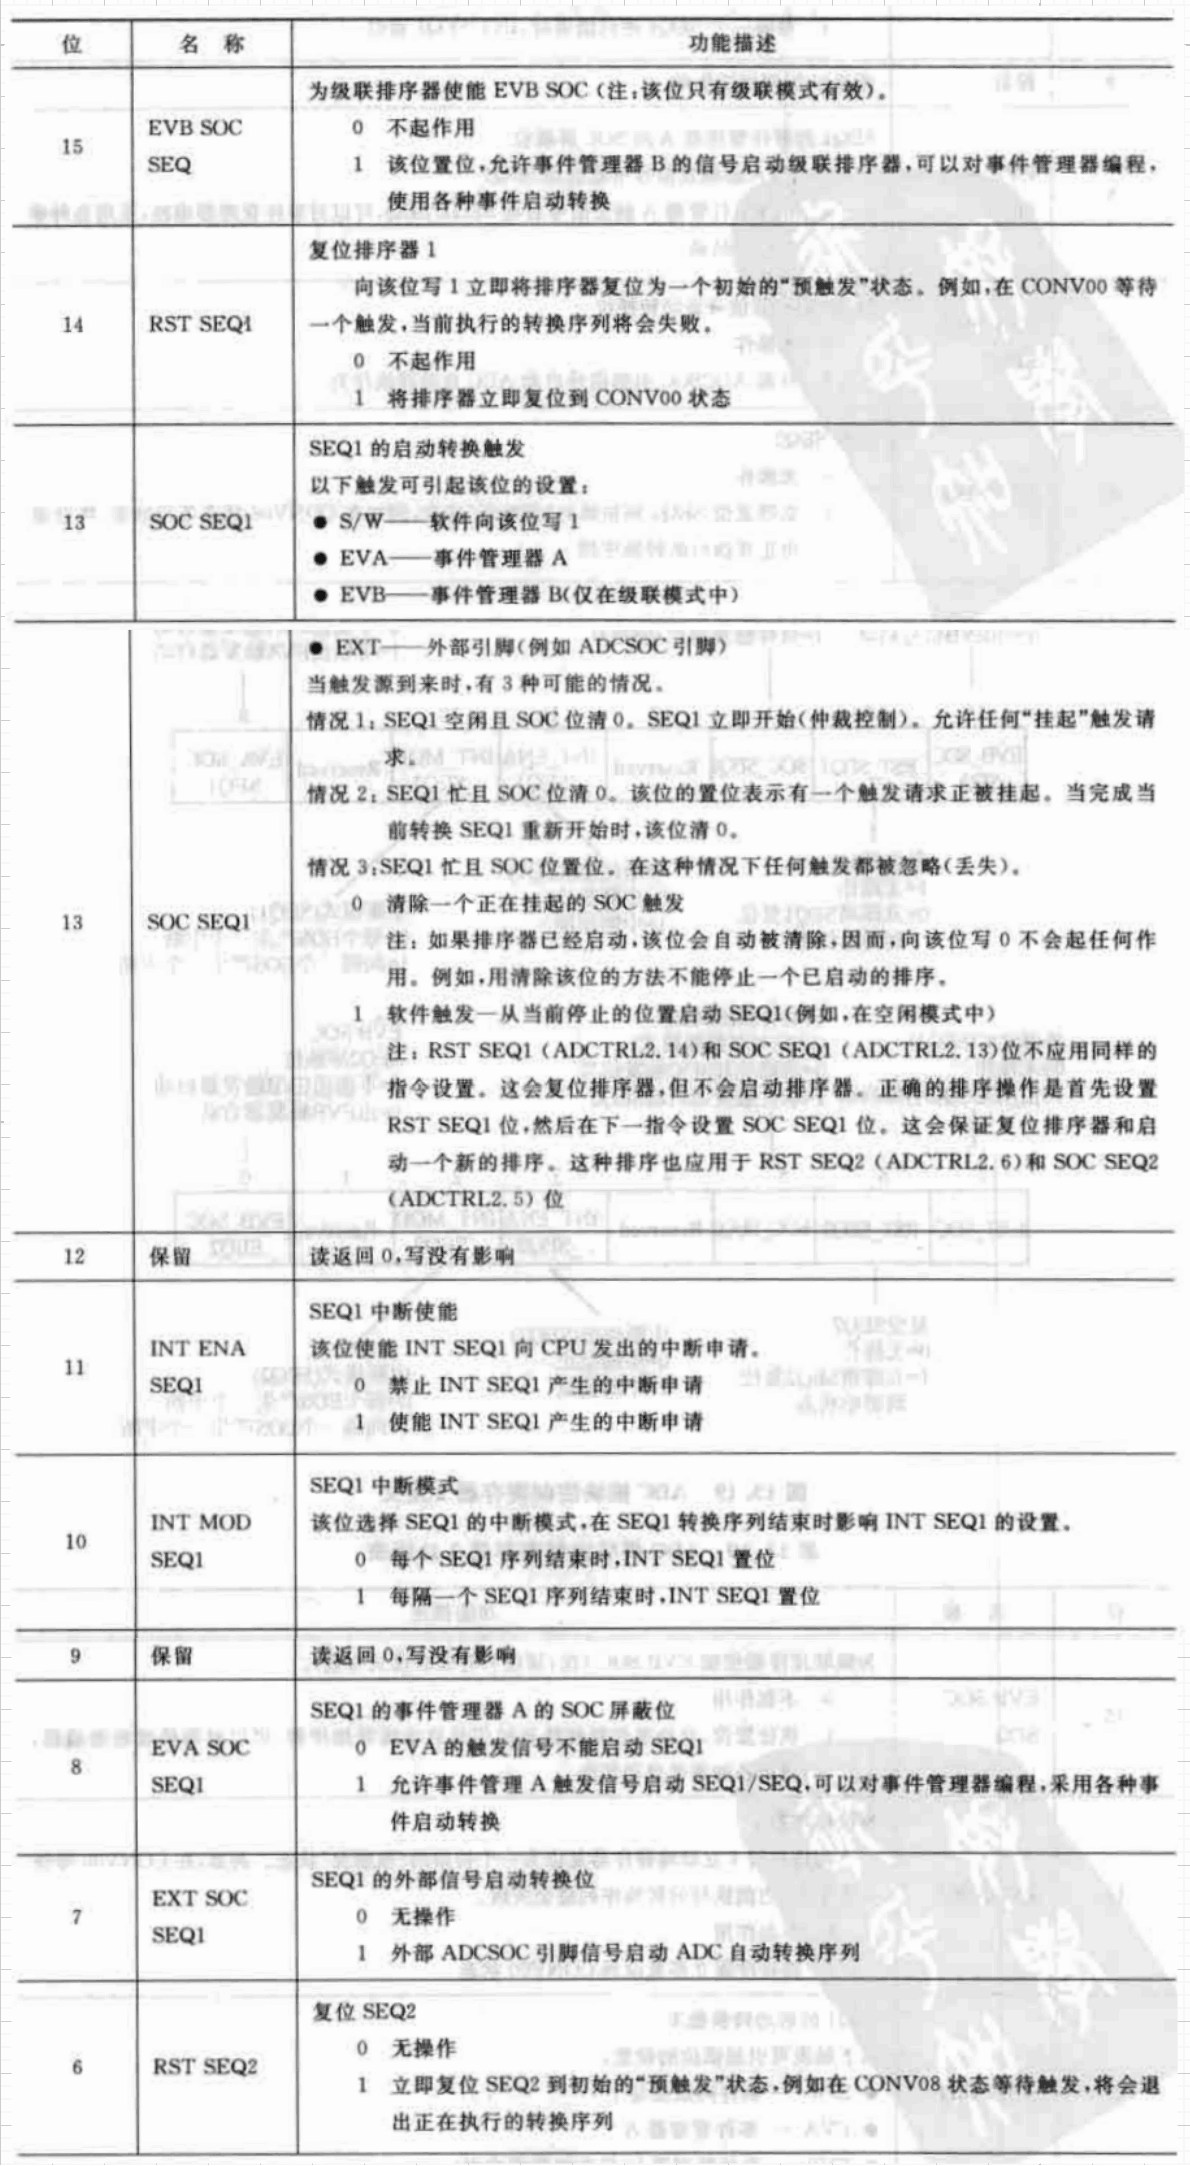 位 名 称 功能描述
为级联排序器使能 EVB SOC(注:该位只有级联模式有效)。
15 EVB SOC
SEQ
0 不起作用
1 该位置位,允许事件管理器 B 的信号启动级联排序器,可以对事件管理器编程,
使用各种事件启动转换
复位排序器 1
向该位写 1 立即将排序器复位为一个初始的“预触发”状态。例如,在 CONV00 等待
14 RST SEQ1 一个触发,当前执行的转换序列将会失败。
0 不起作用
1 将排序器立即复位到 CONV00 状态
SEQ1 的启动转换触发
以下触发可引起该位的设置:
13 SOC SEQ1 ● S/W——软件向该位写 1
● EVA——事件管理器 A
● EVB——事件管理器 B(仅在级联模式中)
● EXT——外部引脚(例如 ADCSOC 引脚)
当触发源到来时,有 3 种可能的情况。
情况 1:SEQ1 空闲且 SOC 位清 0。SEQ1 立即开始(仲裁控制)。允许任何“挂起”触发请
求。
情况 2:SEQ1 忙且 SOC 位清 0。该位的置位表示有一个触发请求正被挂起。当完成当
前转换 SEQ1 重新开始时,该位清 0。
情况 3:SEQ1 忙且 SOC 位置位。在这种情况下任何触发都被忽略(丢失)。
0 清除一个正在挂起的 SOC 触发
13 SOC SEQ1
注:如果排序器已经启动,该位会自动被清除,因而,向该位写 0 不会起任何作
用。例如,用清除该位的方法不能停止一个已启动的排序。
1 软件触发—从当前停止的位置启动 SEQ1(例如,在空闲模式中)
注:RST SEQ1(ADCTRL2.14)和 SOC SEQ1(ADCTRL2.13)位不应用同样的
指令设置。这会复位排序器,但不会启动排序器。正确的排序操作是首先设置
RST SEQ1 位,然后在下一指令设置 SOC SEQ1 位。这会保证复位排序器和启
动一个新的排序。这种排序也应用于 RST SEQ2(ADCTRL2.6)和 SOC SEQ2
(ADCTRL2.5)位
12 保留 读返回 0,写没有影响
SEQ1 中断使能
11 INT ENA
SEQ1
该位使能 INT SEQ1 向 CPU 发出的中断申请。
0 禁止 INT SEQ1 产生的中断申请
1 使能 INT SEQ1 产生的中断申请
SEQ1 中断模式
10 INT MOD
SEQ1
该位选择 SEQ1 的中断模式,在 SEQ1 转换序列结束时影响 INT SEQ1 的设置。
0 每个 SEQ1 序列结束时,INT SEQ1 置位
1 每隔一个 SEQ1 序列结束时,INT SEQ1 置位
9 保留 读返回 0,写没有影响
SEQ1 的事件管理器 A 的 SOC 屏蔽位
8 EVA SOC
SEQ1
0 EVA 的触发信号不能启动 SEQ1
1 允许事件管理 A 触发信号启动 SEQ1/SEQ,可以对事件管理器编程,采用各种事
件启动转换
SEQ1 的外部信号启动转换位
7 EXT SOC
SEQ1
0 无操作
1 外部 ADCSOC 引脚信号启动 ADC 自动转换序列
复位 SEQ2
0 无操作
6 RST SEQ2
1 立即复位 SEQ2 到初始的“预触发”状态,例如在 CONV08 状态等待触发,将会退
出正在执行的转换序列